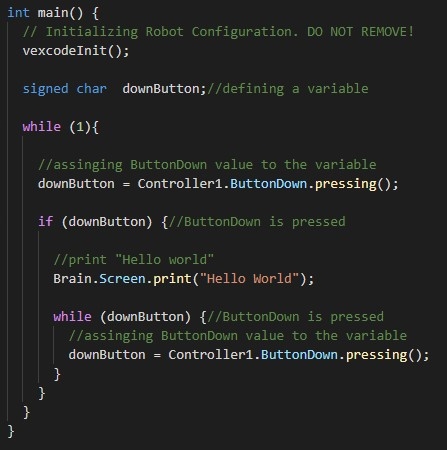 int main() {
// Initializing Robot Configuration. DO NOT REMOVE!
vexcodeInit();
signed char  downButton;//defining a variable
while (1){
//assinging ButtonDown value to the variable
downButton = Controller1.ButtonDown.pressing();
if (downButton) {//ButtonDown is pressed
//print "Hello world"
Brain.Screen.print("Hello World");
while (downButton) {//ButtonDown is pressed
//assinging ButtonDown value to the variable
downButton = Controller1.ButtonDown.pressing();
}
}
}
}